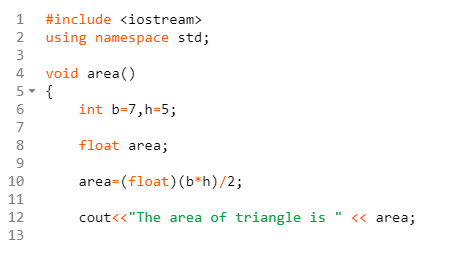 1 #include <iostream>
2 using namespace std;
3
4 void area()
5 {
6 int b=7,h=5;
7
8 float area;
9
10 area=(float)(b*h)/2;
11
12 cout<<"The area of triangle is " << area;
13